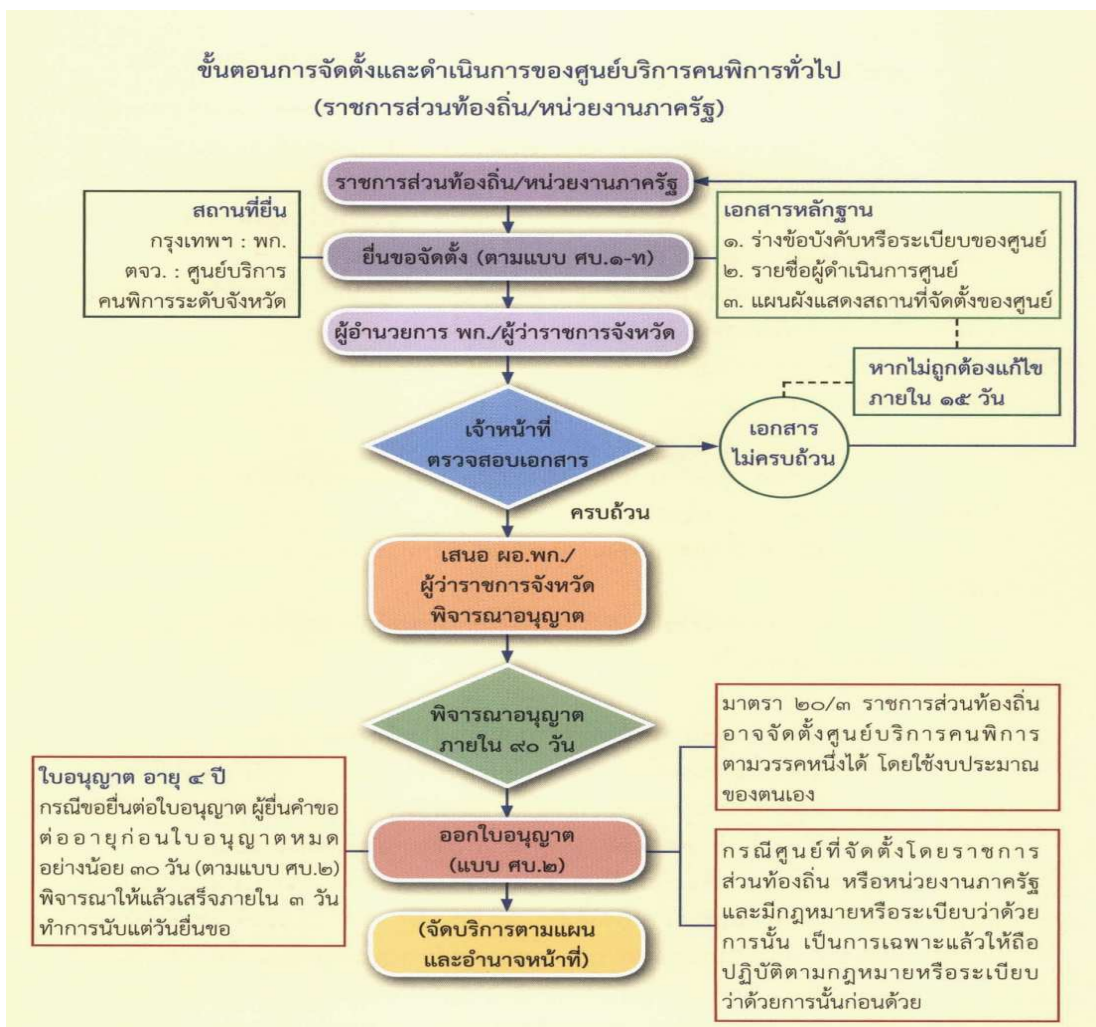 ขั้นตอนการจัดตั้งและดำเนินการของศูนย์บริการคนพิการทั่วไป
(ราชการส่วนท้องถิ่น/หน่วยงานภาครัฐ)
ราชการส่วนท้องถิ่น/หน่วยงานภาครัฐ
สถานที่ยื่น
กรุงเทพฯ : พก.
ตจว. : ศูนย์บริการ
คนพิการระดับจังหวัด
ยื่นขอจัดตั้ง (ตามแบบ ศบ.๑-ท)
เอกสารหลักฐาน
๑. ร่างข้อบังคับหรือระเบียบของศูนย์
๒. รายชื่อผู้ดำเนินการศูนย์
๓. แผนผังแสดงสถานที่จัดตั้งของศูนย์
ผู้อำนวยการ พก./ผู้ว่าราชการจังหวัด
หากไม่ถูกต้องแก้ไข
ภายใน ๑๕ วัน
เจ้าหน้าที่
ตรวจสอบเอกสาร
เอกสาร
ไม่ครบถ้วน
ครบถ้วน
เสนอ ผอ.พก./
ผู้ว่าราชการจังหวัด
พิจารณาอนุญาต
พิจารณาอนุญาต
ภายใน ๙๐ วัน
มาตรา ๒๐/๓ ราชการส่วนท้องถิ่น
อาจจัดตั้งศูนย์บริการคนพิการ
ตามวรรคหนึ่งได้ โดยใช้งบประมาณ
ของตนเอง
ใบอนุญาต อายุ ๔ ปี
กรณีขอยื่นต่อใบอนุญาต ผู้ยื่นคำขอ
ต่ออายุก่อนใบอนุญาตหมด
อย่างน้อย ๓๐ วัน (ตามแบบ ศบ.๒)
พิจารณาให้แล้วเสร็จภายใน ๓ วัน
ทำการนับแต่วันยื่นขอ
ออกใบอนุญาต
(แบบ ศบ.๒)
กรณีศูนย์ที่จัดตั้งโดยราชการ
ส่วนท้องถิ่น หรือหน่วยงานภาครัฐ
และมีกฎหมายหรือระเบียบว่าด้วย
การนั้น เป็นการเฉพาะแล้วให้ถือ
ปฏิบัติตามกฎหมายหรือระเบียบ
ว่าด้วยการนั้นก่อนด้วย
(จัดบริการตามแผน
และอำนาจหน้าที่)